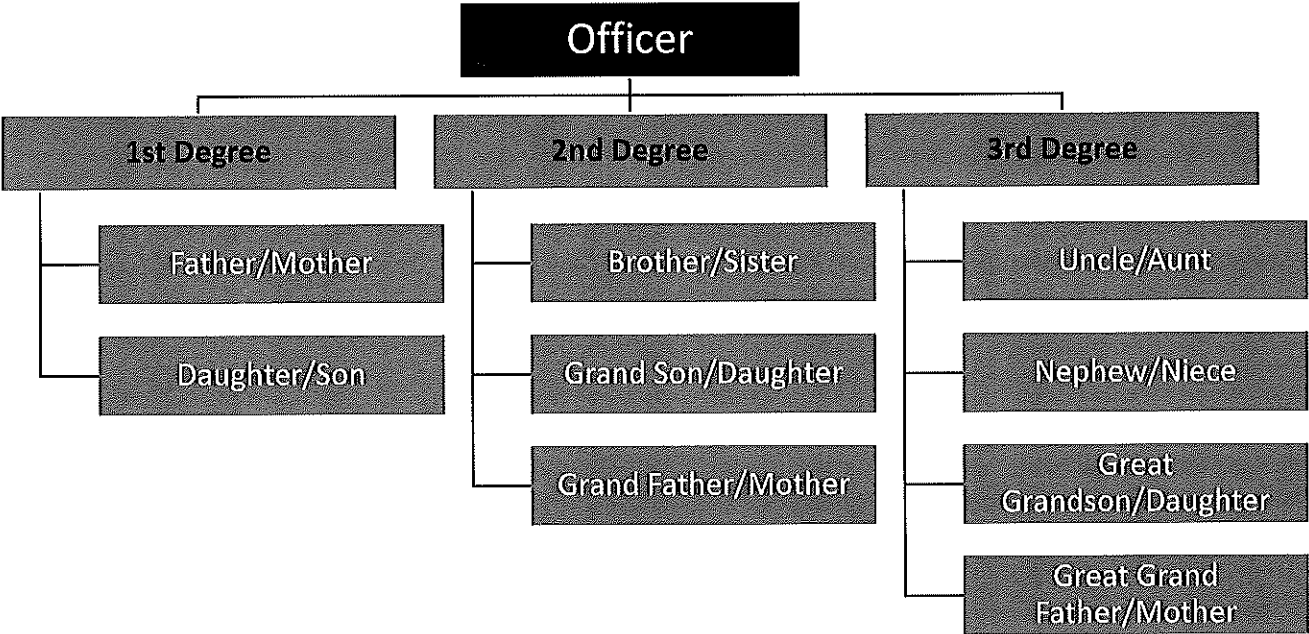 Officer
1st Degree
Father/Mother
Daughter/Son
2nd Degree
Brother/Sister
Grand Son/Daughter
Grand Father/Mother
3rd Degree
Uncle/Aunt
Nephew/Niece
Great
Grandson/Daughter
Great Grand
Father/Mother